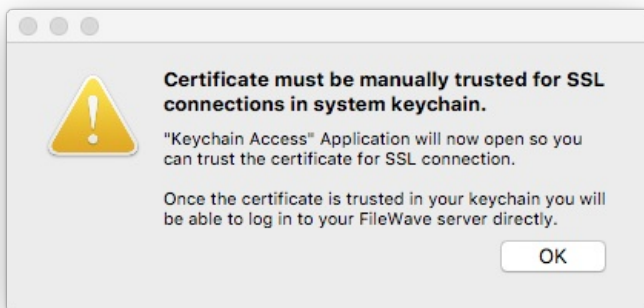 Certificate must be manually trusted for SSL
connections in system keychain.
"Keychain Access" Application will now open so you
can trust the certificate for SSL connection.
Once the certificate is trusted in your keychain you will
be able to log in to your FileWave server directly.
OK